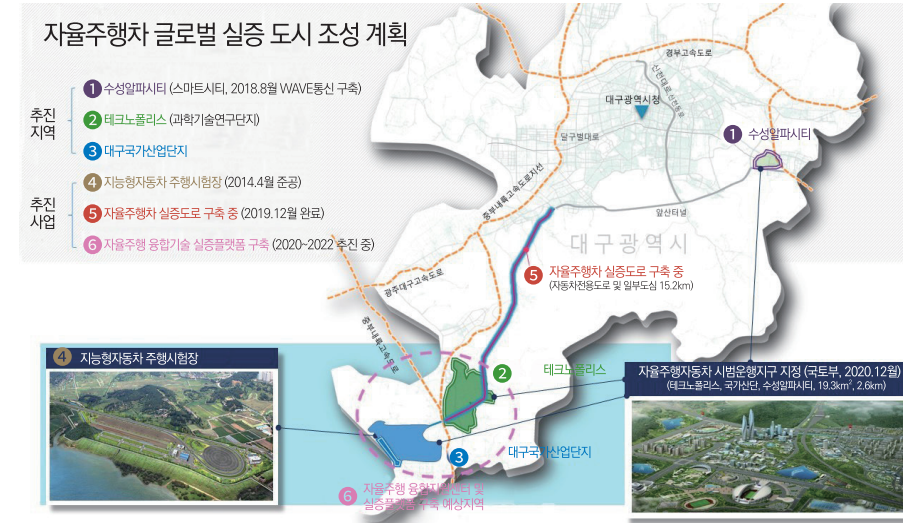 자율주행차 글로벌 실증 도시 조성 계획
추진
지역
1 수성알파시티 (스마트시티, 2018.8월 WAVE통신 구축)
2 테크노폴리스 (과학기술연구단지)
3 대구국가산업단지
추진
사업
4 지능형자동차 주행시험장 (2014.4월 준공)
5 자율주행차 실증도로 구축 중 (2019.12월 완료)
6 자율주행 융합기술 실증플랫폼 구축 (2020~2022 추진 중)
경부고속도로
신천대로
대구광역시청
달구벌대로
1 수성알파시티
중부내륙고속도로지선
앞산터널
대구광역시
5 자율주행차 실증도로 구축 중
(자동차전용도로 및 일부도심 15.2km)
광주대구고속도로
중부내륙고속도로
4 지능형자동차 주행시험장
2 테크노폴리스
자율주행자동차 시범운행지구 지정 (국토부, 2020.12월)
(테크노폴리스, 국가산단, 수성알파시티, 19.3km², 2.6km)
3 대구국가산업단지
6 자율주행 융합지원센터 및
실증플랫폼 구축 예상지역